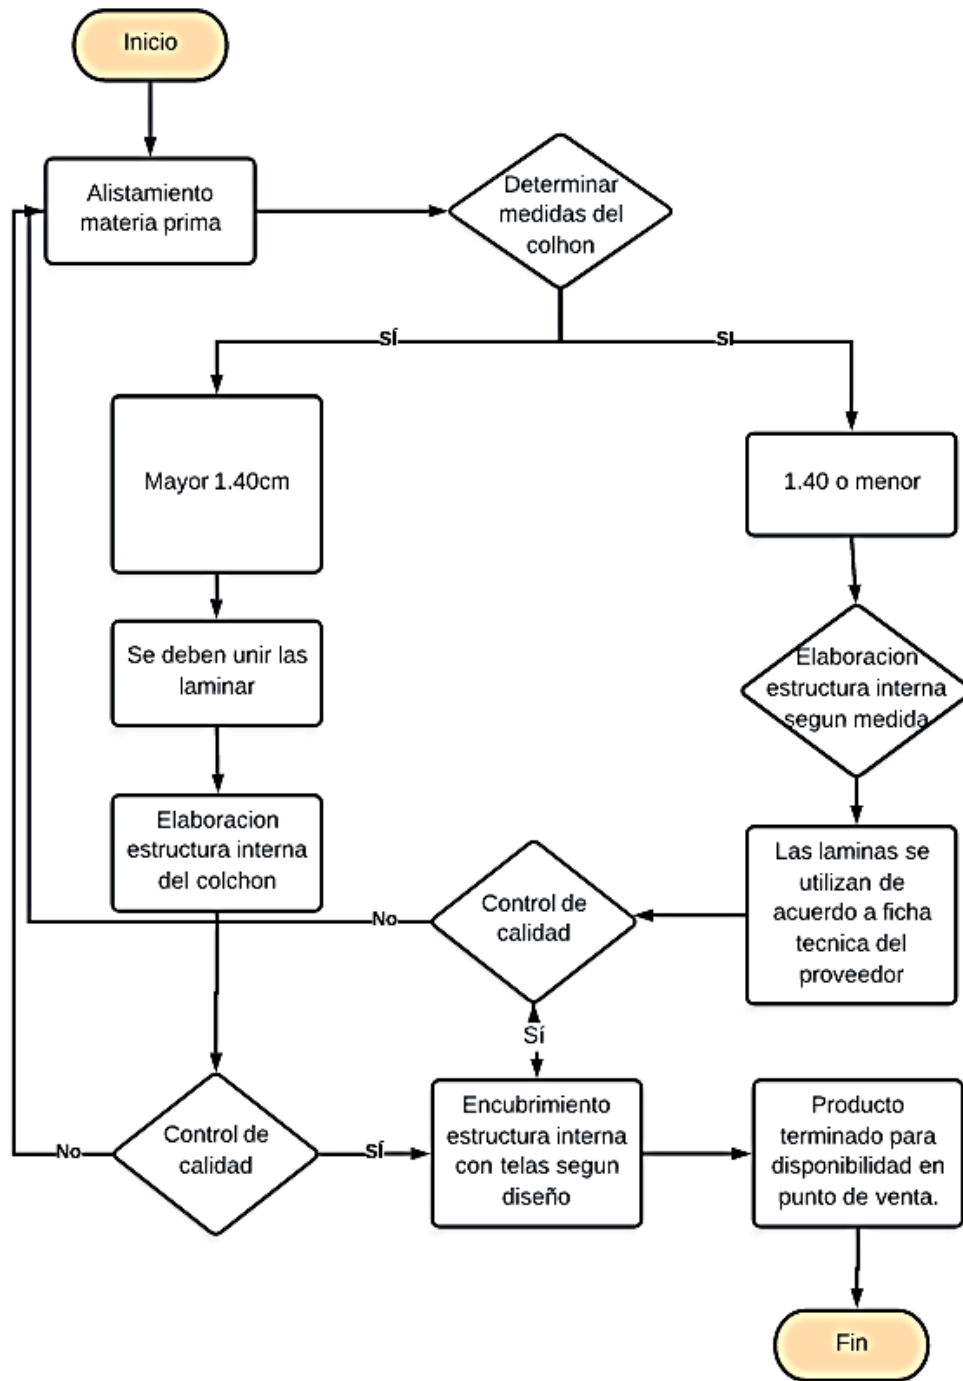 Inicio
Alistamiento
materia prima
Determinar
medidas del
colhon
SÍ
SI
Mayor 1.40cm
1.40 o menor
Se deben unir las
laminar
Elaboracion
estructura interna
segun medida
Elaboracion
estructura interna
del colchon
Las laminas se
utilizan de
acuerdo a ficha
tecnica del
proveedor
Control de
calidad
No
Sí
Control de
calidad
No
SÍ
Encubrimiento
estructura interna
con telas segun
diseño
Producto
terminado para
disponibilidad en
punto de venta.
Fin